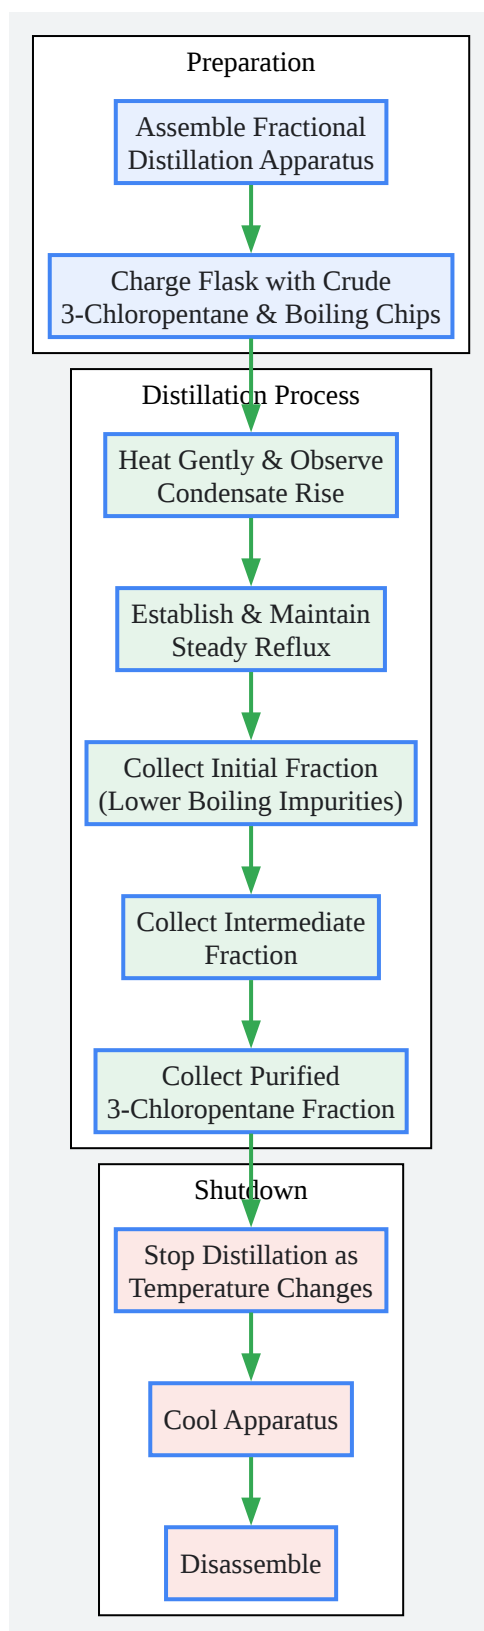 Preparation
Assemble Fractional
Distillation Apparatus
Charge Flask with Crude
3-Chloropentane & Boiling Chips
Distillation Process
Heat Gently & Observe
Condensate Rise
Establish & Maintain
Steady Reflux
Collect Initial Fraction
(Lower Boiling Impurities)
Collect Intermediate
Fraction
Collect Purified
3-Chloropentane Fraction
Shutdown
Stop Distillation as
Temperature Changes
Cool Apparatus
Disassemble